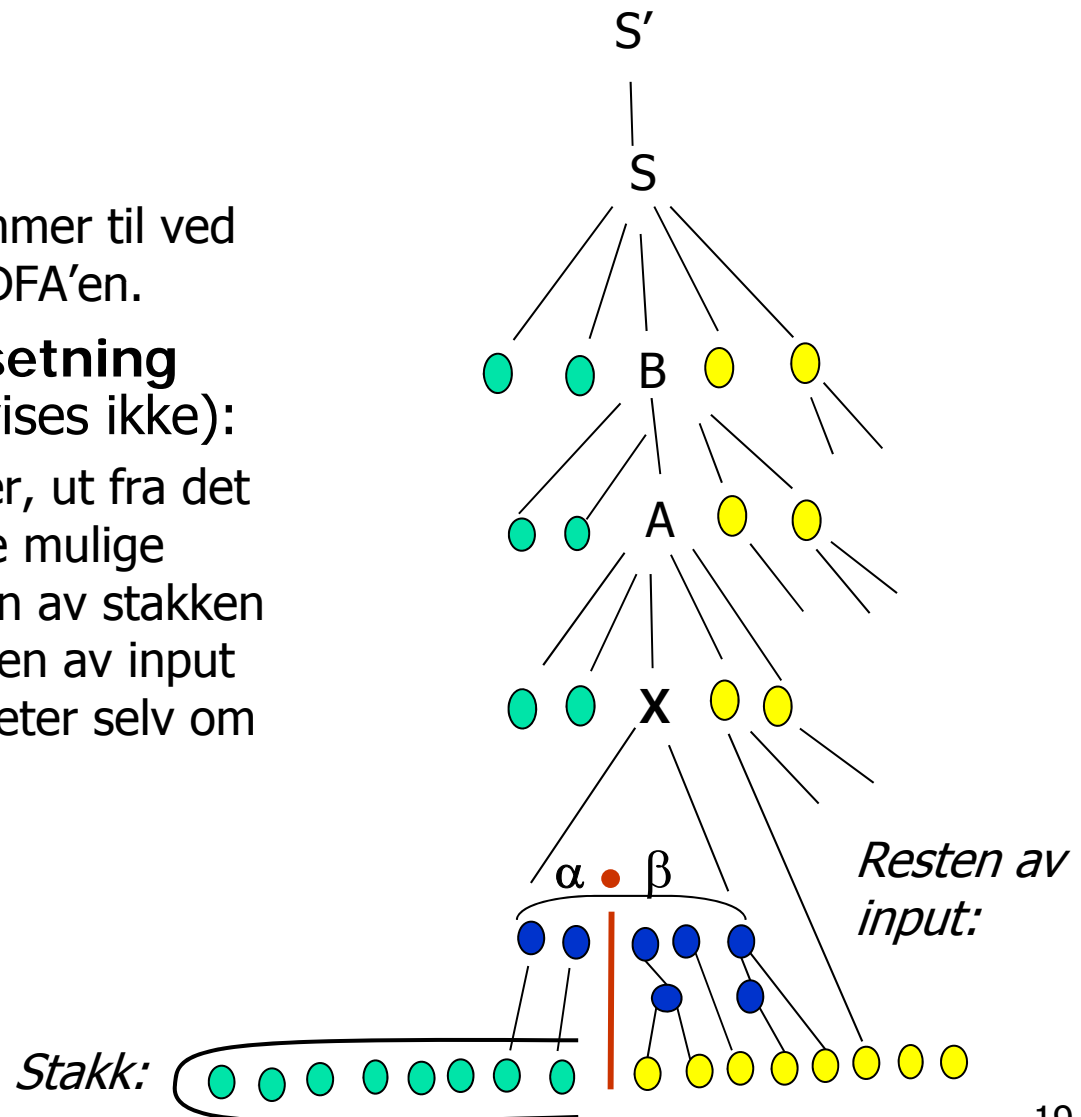 S′
S
mmer til ved
DFA’en.
setning
vises ikke):
er, ut fra det
e mulige
n av stakken
en av input
eter selv om
B
A
X
α • β
Resten av
input:
Stakk: